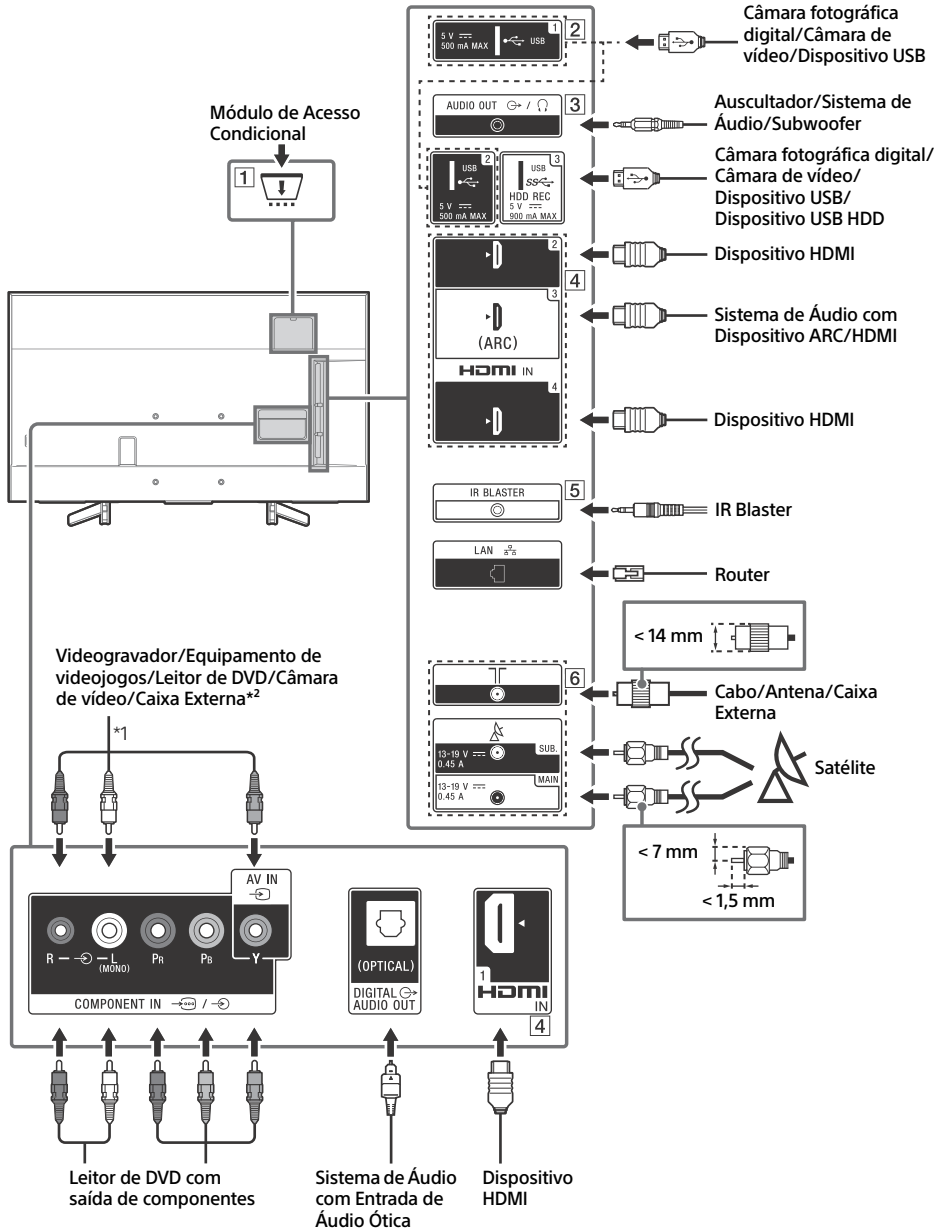 Câmara fotográfica
digital/Câmara de
vídeo/Dispositivo USB
1
5 V
500 mA MAX
USB
2
AUDIO OUT /
3
Auscultador/Sistema de
Áudio/Subwoofer
Módulo de Acesso
Condicional
1
2
USB
5 V
500 mA MAX
3
USB
SS
HDD REC
5 V
900 mA MAX
Câmara fotográfica digital/
Câmara de vídeo/
Dispositivo USB/
Dispositivo USB HDD
2
Dispositivo HDMI
4
3
(ARC)
Sistema de Áudio com
Dispositivo ARC/HDMI
HDMI IN
4
Dispositivo HDMI
IR BLASTER
5
IR Blaster
LAN
Router
< 14 mm
6
Cabo/Antena/Caixa
Externa
13-19 V
0.45 A
SUB.
13-19 V
0.45 A
MAIN
Satélite
< 7 mm
< 1,5 mm
Videogravador/Equipamento de
videojogos/Leitor de DVD/Câmara
de vídeo/Caixa Externa*2
*1
AV IN
R — — L
(MONO)
PR
PB
Y
COMPONENT IN /
(OPTICAL)
DIGITAL
AUDIO OUT
1
HDMI
IN
4
Leitor de DVD com
saída de componentes
Sistema de Áudio
com Entrada de
Áudio Ótica
Dispositivo
HDMI